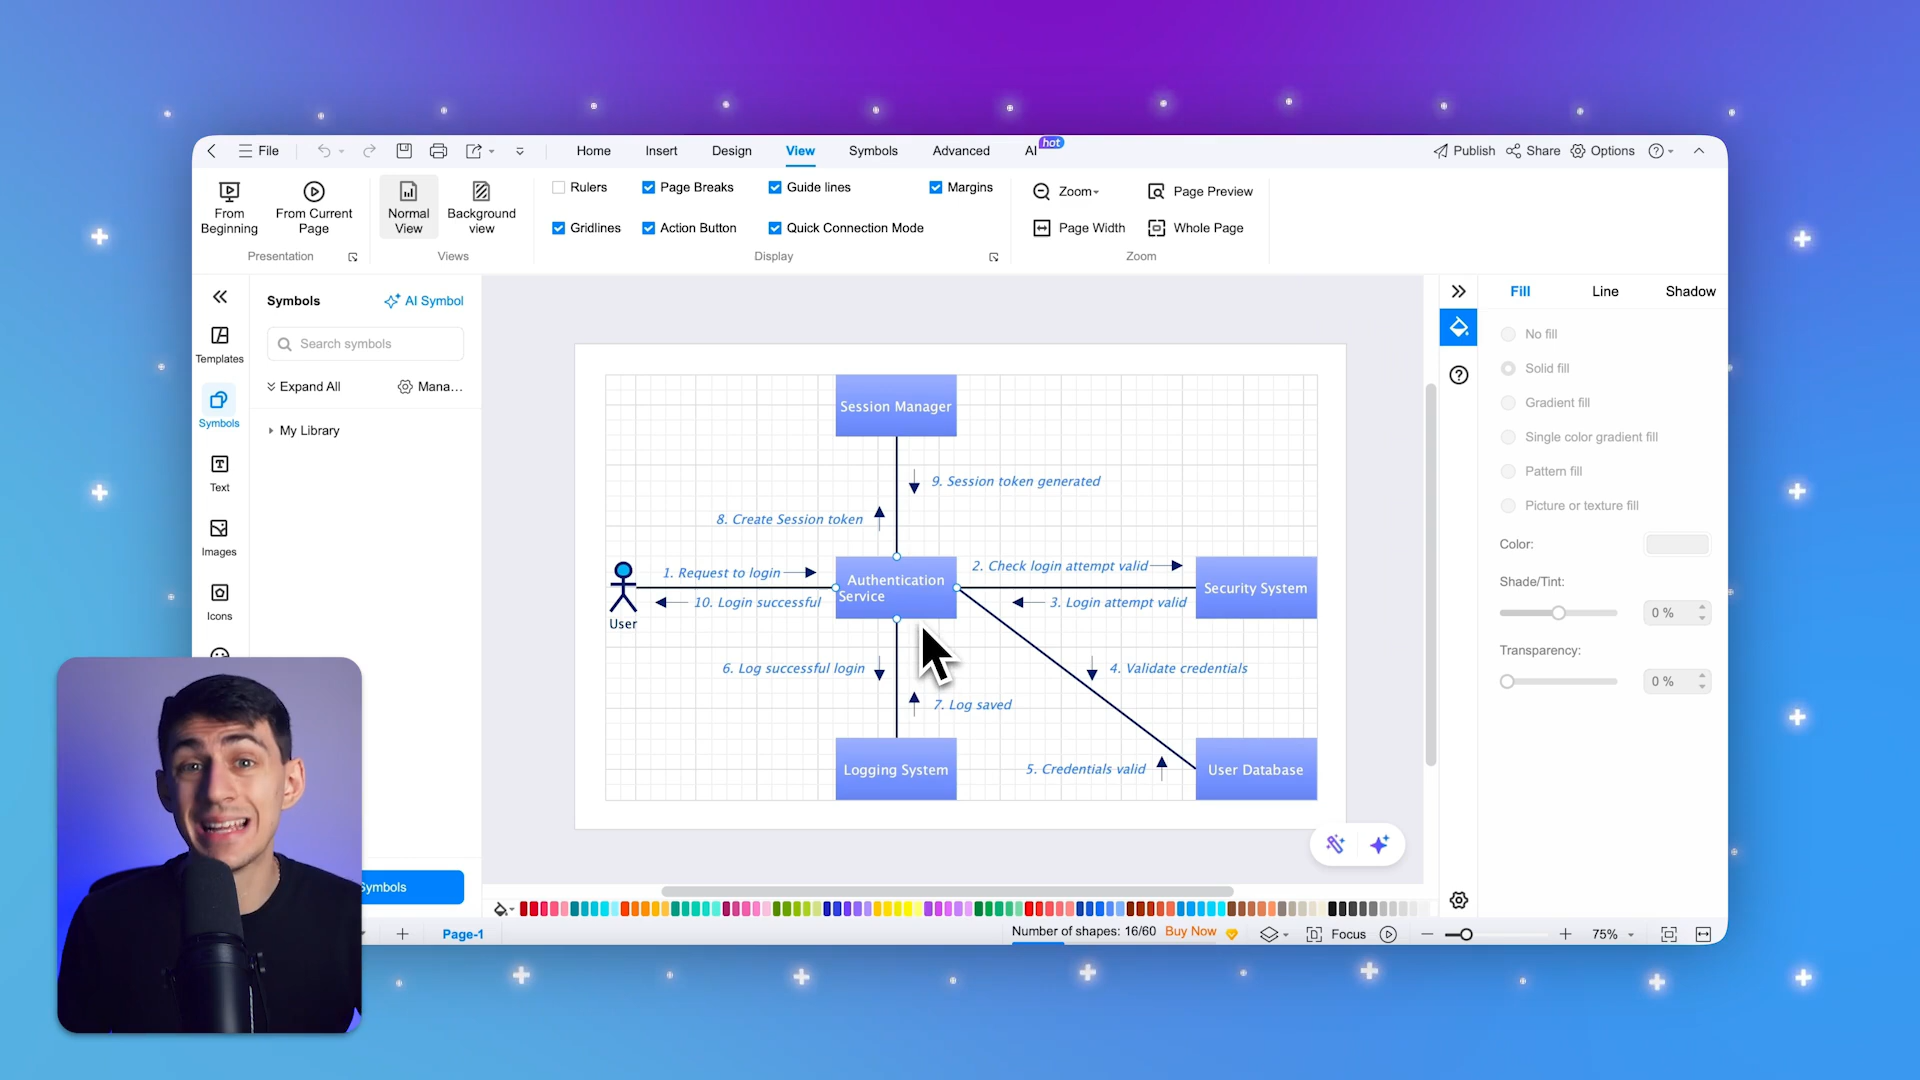 File
Home
Insert
Design
View
Symbols
Advanced
AI
hot
Publish
Share
Options
From
Beginning
From Current
Page
Presentation
Normal
View
Background
view
Views
Rulers
Page Breaks
Guide lines
Margins
Gridlines
Action Button
Quick Connection Mode
Display
Zoom
Page Preview
Page Width
Whole Page
Zoom
Templates
Symbols
Text
Images
Icons
Symbols
AI Symbol
Search symbols
Expand All
Mana...
My Library
Session Manager
9. Session token generated
8. Create Session token
1. Request to login
10. Login successful
User
Authentication
Service
2. Check login attempt valid
3. Login attempt valid
Security System
6. Log successful login
7. Log saved
4. Validate credentials
5. Credentials valid
Logging System
User Database
Fill
Line
Shadow
No fill
Solid fill
Gradient fill
Single color gradient fill
Pattern fill
Picture or texture fill
Color:
Shade/Tint:
0 %
Transparency:
0 %
Symbols
Page-1
Number of shapes: 16/60
Buy Now
Focus
75%